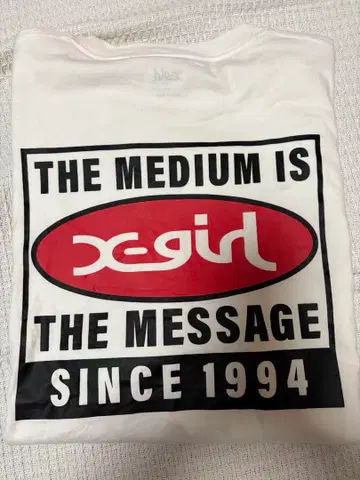 THE MEDIUM IS
X-girl
THE MESSAGE
SINCE 1994